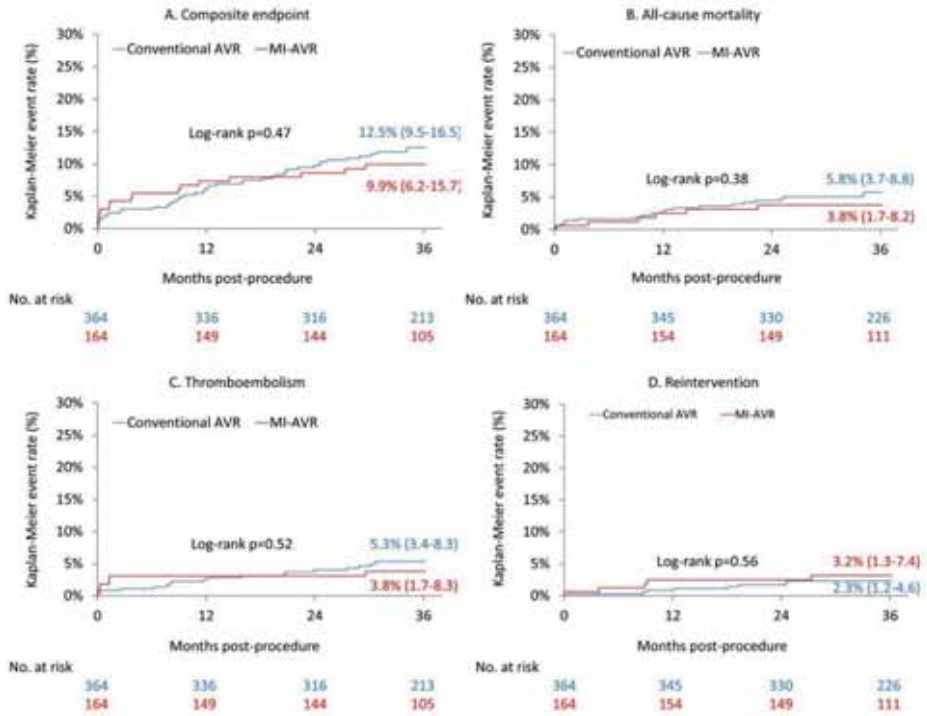 A. Composite endpoint
Kaplan-Meier event rate (%)
30%
25%
20%
15%
10%
5%
0%
Conventional AVR MI-AVR
Log-rank p=0.47
12.5% (9.5-16.5)
9.9% (6.2-15.7)
0 12 24 36
Months post-procedure
No. at risk
364 336 316 213
164 149 144 105
B. All-cause mortality
Kaplan-Meier event rate (%)
30%
25%
20%
15%
10%
5%
0%
Conventional AVR MI-AVR
Log-rank p=0.38
5.8% (3.7-8.8)
3.8% (1.7-8.2)
0 12 24 36
Months post-procedure
364 345 330 226
164 154 149 111
C. Thromboembolism
Kaplan-Meier event rate (%)
30%
25%
20%
15%
10%
5%
0%
Conventional AVR MI-AVR
Log-rank p=0.52
5.3% (3.4-8.3)
3.8% (1.7-8.3)
0 12 24 36
Months post-procedure
No. at risk
364 336 316 213
164 149 144 105
D. Reintervention
Kaplan-Meier event rate (%)
30%
25%
20%
15%
10%
5%
0%
Conventional AVR MI-AVR
Log-rank p=0.56
3.2% (1.3-7.4)
2.3% (1.2-4.6)
0 12 24 36
Months post-procedure
364 345 330 226
164 154 149 111